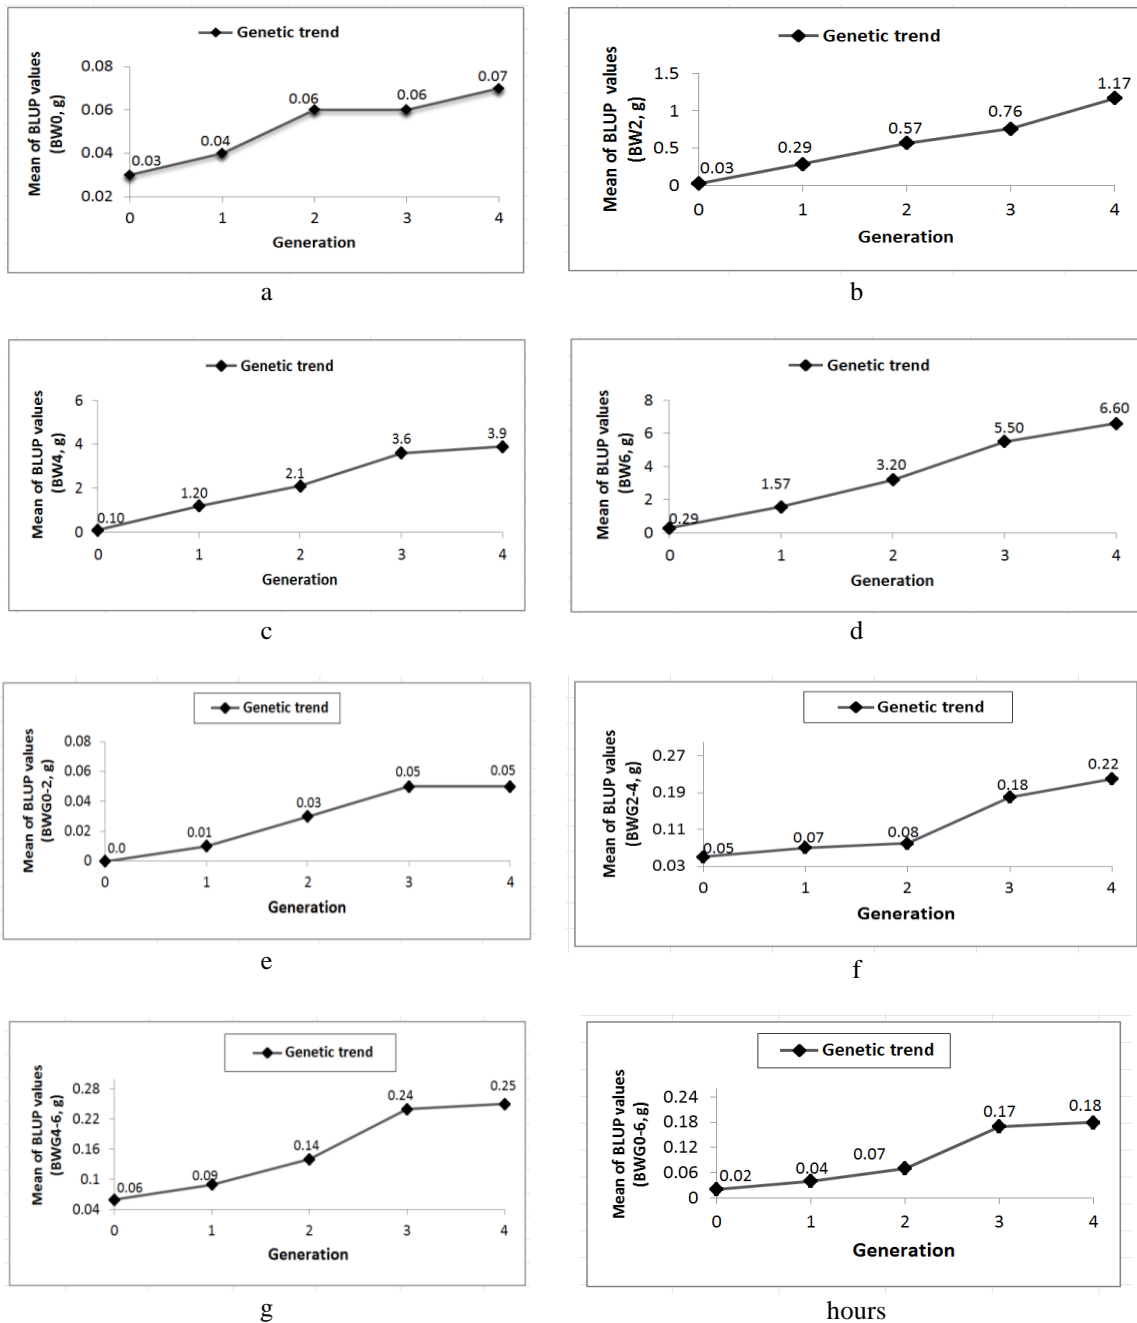 Genetic trend
Mean of BLUP values
(BW0, g)
0.08
0.06
0.04
0.02
0.03
0.04
0.06
0.06
0.07
0 1 2 3 4
Generation
a
Genetic trend
Mean of BLUP values
(BW2, g)
1.5
1
0.5
0
0.03
0.29
0.57
0.76
1.17
0 1 2 3 4
Generation
b
Genetic trend
Mean of BLUP values
(BW4, g)
6
4
2
0
0.10
1.20
2.1
3.6
3.9
0 1 2 3 4
Generation
c
Genetic trend
Mean of BLUP values
(BW6, g)
8
6
4
2
0
0.29
1.57
3.20
5.50
6.60
0 1 2 3 4
Generation
d
Genetic trend
Mean of BLUP values
(BWG0-2, g)
0.08
0.06
0.04
0.02
0
0.0
0.01
0.03
0.05
0.05
0 1 2 3 4
Generation
e
Genetic trend
Mean of BLUP values
(BWG2-4, g)
0.27
0.19
0.11
0.03
0.05
0.07
0.08
0.18
0.22
0 1 2 3 4
Generation
f
Genetic trend
Mean of BLUP values
(BWG4-6, g)
0.28
0.22
0.16
0.1
0.04
0.06
0.09
0.14
0.24
0.25
0 1 2 3 4
Generation
g
Genetic trend
Mean of BLUP values
(BWG0-6, g)
0.24
0.18
0.12
0.06
0
0.02
0.04
0.07
0.17
0.18
0 1 2 3 4
Generation
hours